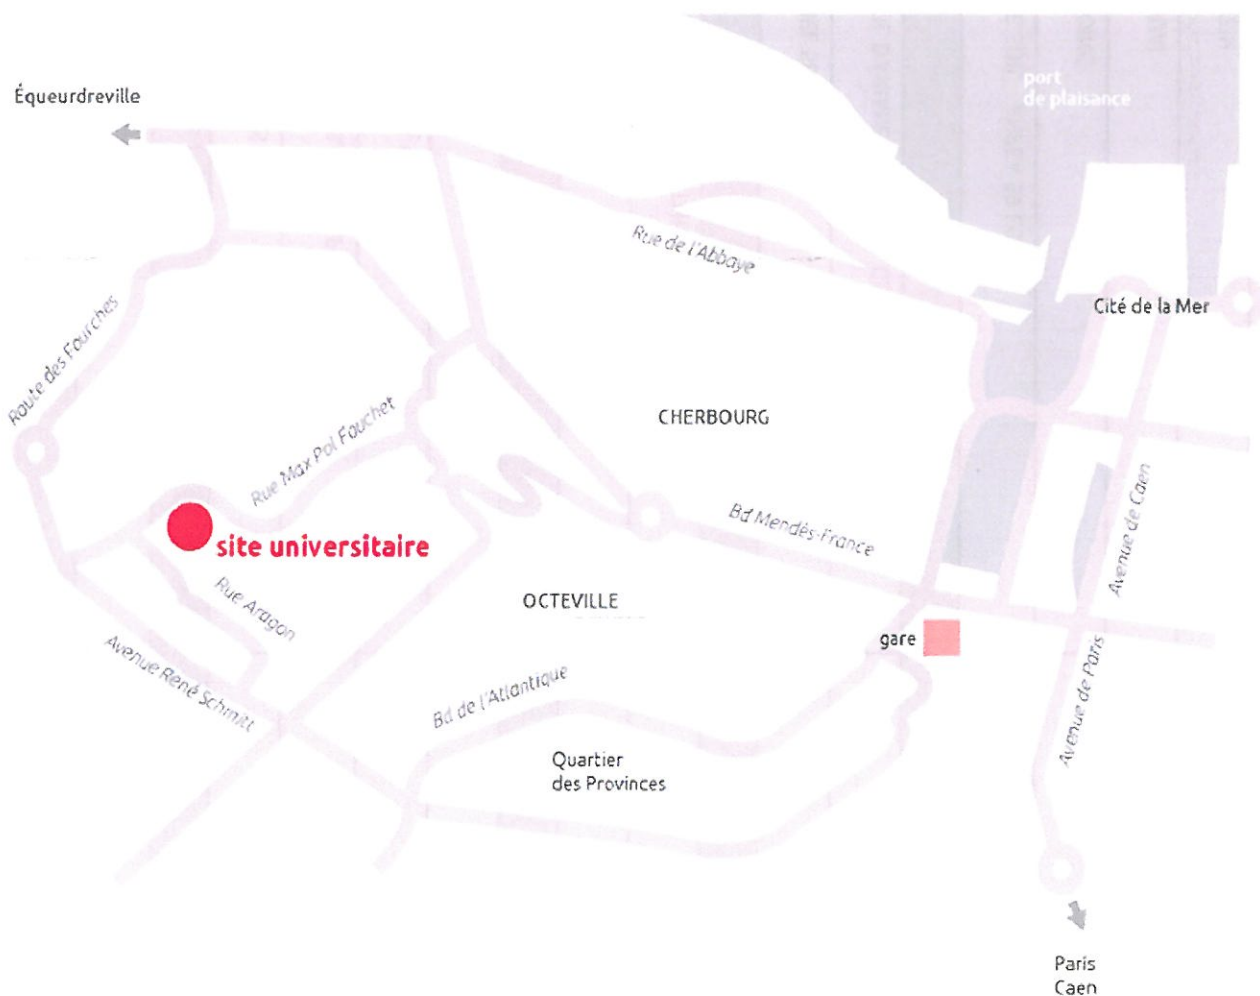 port
de plaisance
Équeurdreville
Rue de l'Abbaye
Cité de la Mer
Route des Fourches
CHERBOURG
Rue Max Pol Fouchet
Bd Mendès-France
Avenue de Caen
site universitaire
Rue Aragon
OCTEVILLE
gare
Avenue René Schmitt
Bd de l'Atlantique
Avenue de Paris
Quartier
des Provinces
Paris
Caen